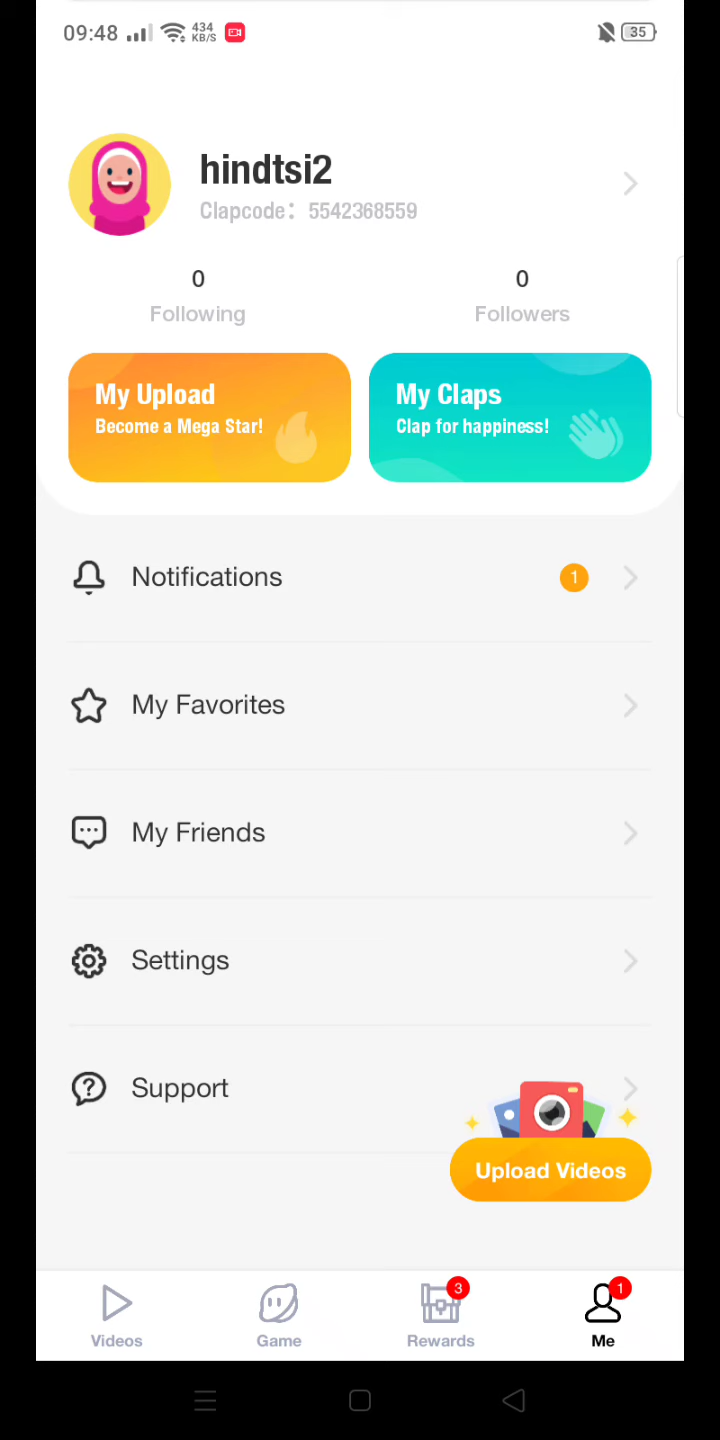 09:48 434 KB/S 35
hindtsi2
Clapcode： 5542368559
0 0
Following Followers
My Upload My Claps
Become a Mega Star! Clap for happiness!
Notifications 1
My Favorites
My Friends
Settings
Support
Upload Videos
3 1
Videos Game Rewards Me